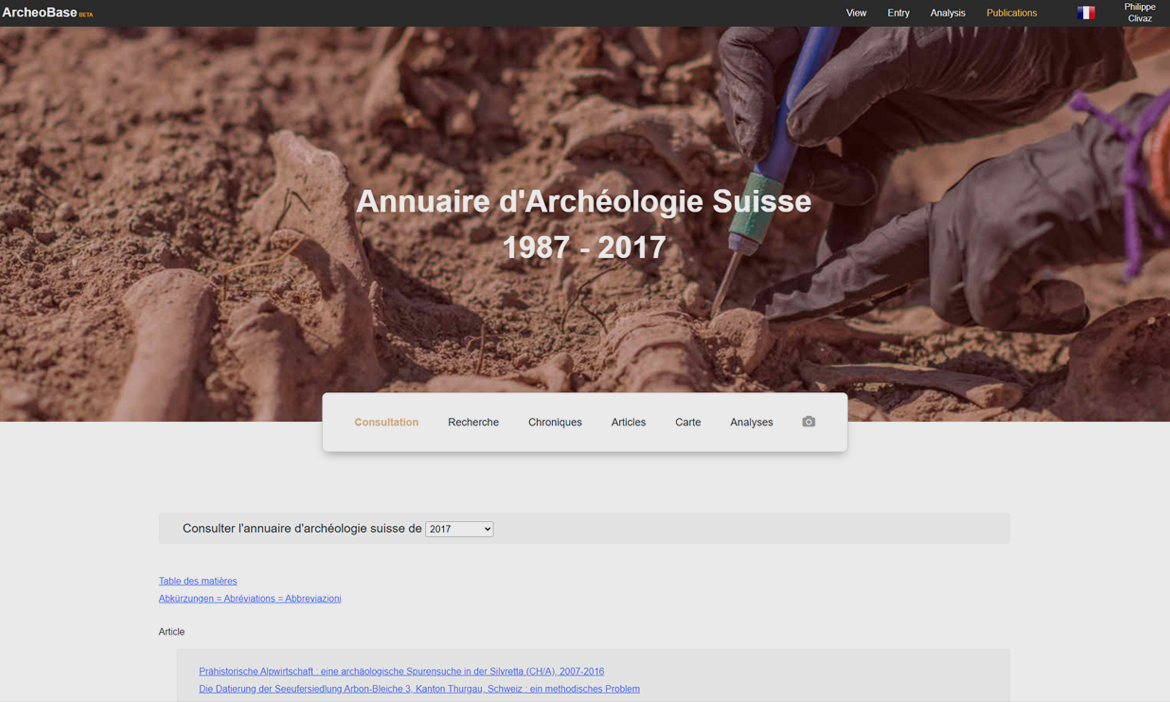 ArcheoBase BETA
View Entry Analysis Publications Philippe
Clivaz
Annuaire d'Archéologie Suisse
1987 - 2017
Consultation Recherche Chroniques Articles Carte Analyses
Consulter l'annuaire d'archéologie suisse de 2017
Table des matières
Abkürzungen = Abréviations = Abbreviazioni
Article
Prähistorische Alpwirtschaft : eine archäologische Spurensuche in der Silvretta (CH/A), 2007-2016
Die Datierung der Seeufersiedlung Arbon-Bleiche 3, Kanton Thurgau, Schweiz : ein methodisches Problem